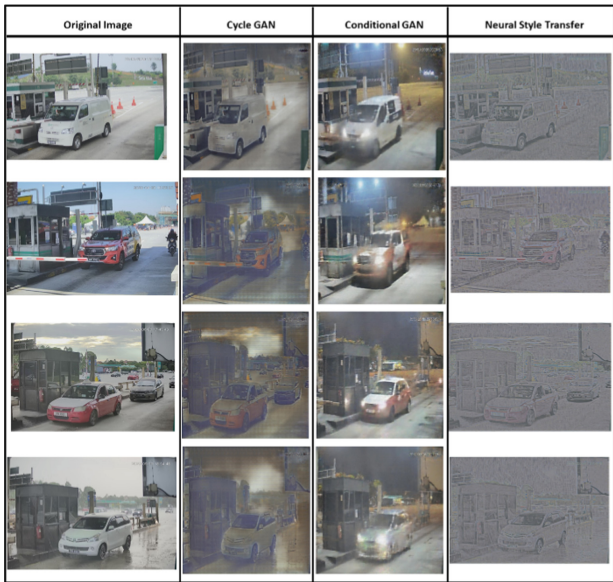 Original Image
Cycle GAN
Conditional GAN
Neural Style Transfer